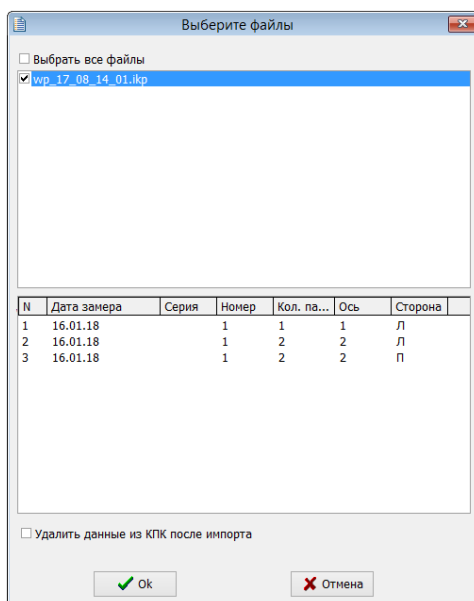 Выберите файлы
Выбрать все файлы
wp_17_08_14_01.ikp
N Дата замера Серия Номер Кол. па... Ось Сторона
1 16.01.18 1 1 1 Л
2 16.01.18 1 2 2 Л
3 16.01.18 1 2 2 П
Удалить данные из КПК после импорта
Ok Отмена